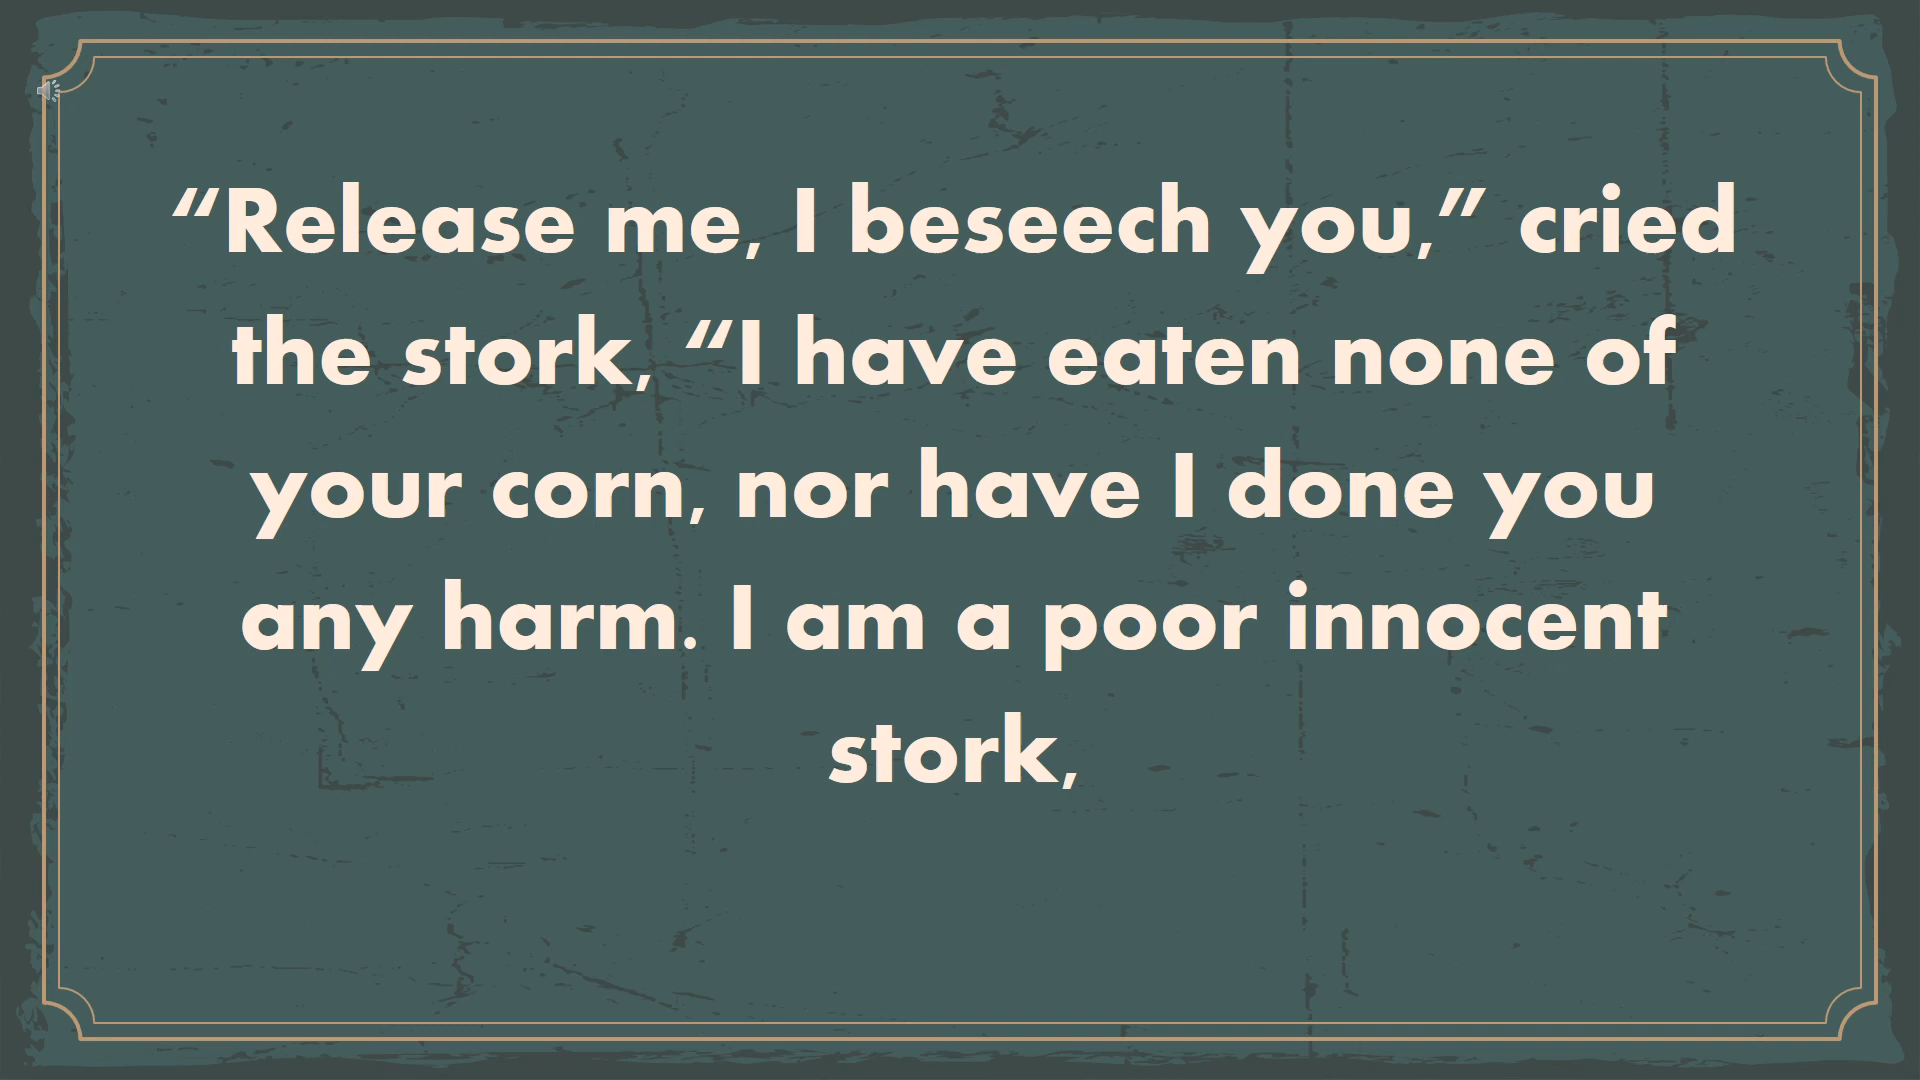 “Release me, I beseech you,” cried
the stork, “I have eaten none of
your corn, nor have I done you
any harm. I am a poor innocent
stork,